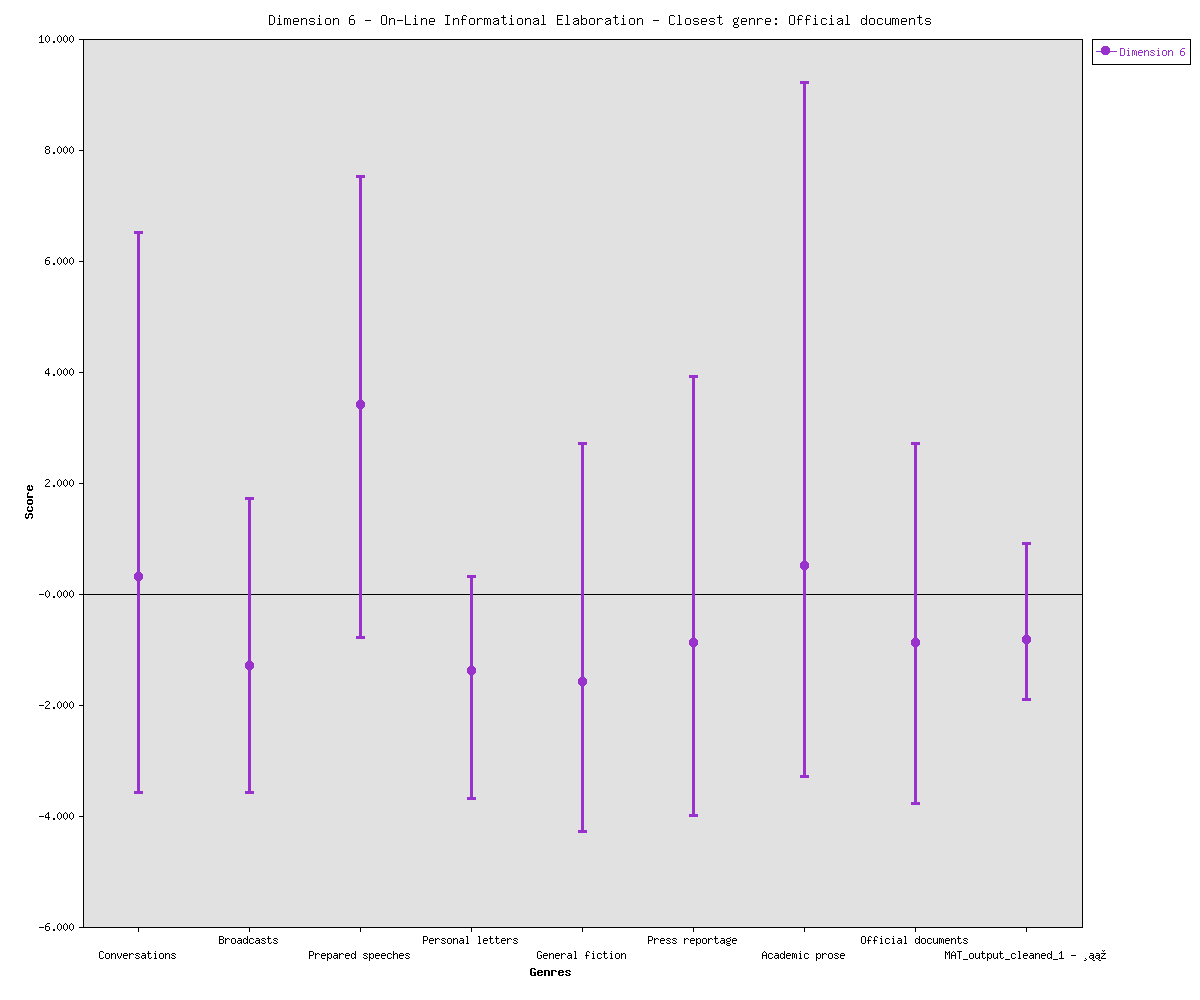 Dimension 6 - On-Line Informational Elaboration - Closest genre: Official documents
Dimension 6
10.000
8.000
6.000
4.000
2.000
-0.000
-2.000
-4.000
-6.000
Score
Broadcasts Personal letters Press reportage Official documents
Conversations Prepared speeches General fiction Academic prose MAT_output_cleaned_1 -
Genres